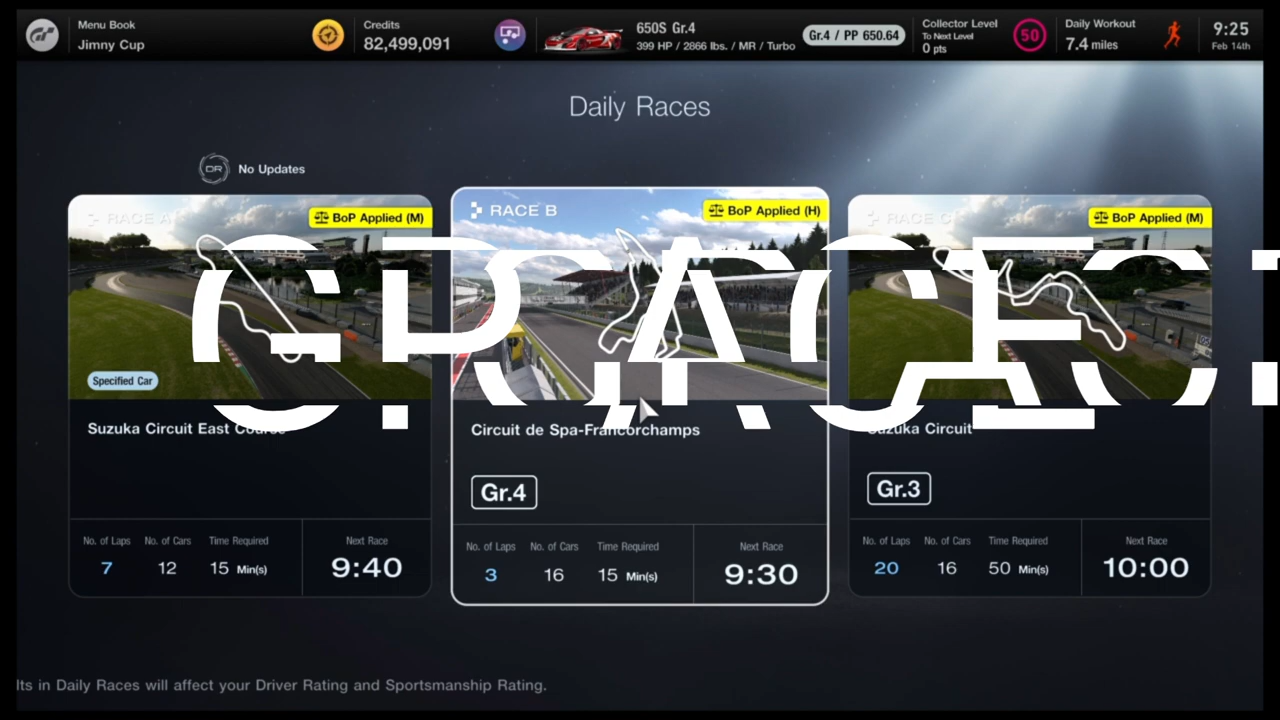 Menu Book
Jimny Cup
Credits
82,499,091
650S Gr.4
399 HP / 2866 lbs. / MR / Turbo
Gr.4 / PP 650.64
Collector Level
To Next Level
0 pts
50
Daily Workout
7.4 miles
9:25
Feb 14th
Daily Races
DR No Updates
RACE A
BoP Applied (M)
Specified Car
Suzuka Circuit East Course
No. of Laps
7
No. of Cars
12
Time Required
15 Min(s)
Next Race
9:40
RACE B
BoP Applied (H)
Circuit de Spa-Francorchamps
Gr.4
No. of Laps
3
No. of Cars
16
Time Required
15 Min(s)
Next Race
9:30
RACE C
BoP Applied (M)
Suzuka Circuit
Gr.3
No. of Laps
20
No. of Cars
16
Time Required
50 Min(s)
Next Race
10:00
in Daily Races will affect your Driver Rating and Sportsmanship Rating.